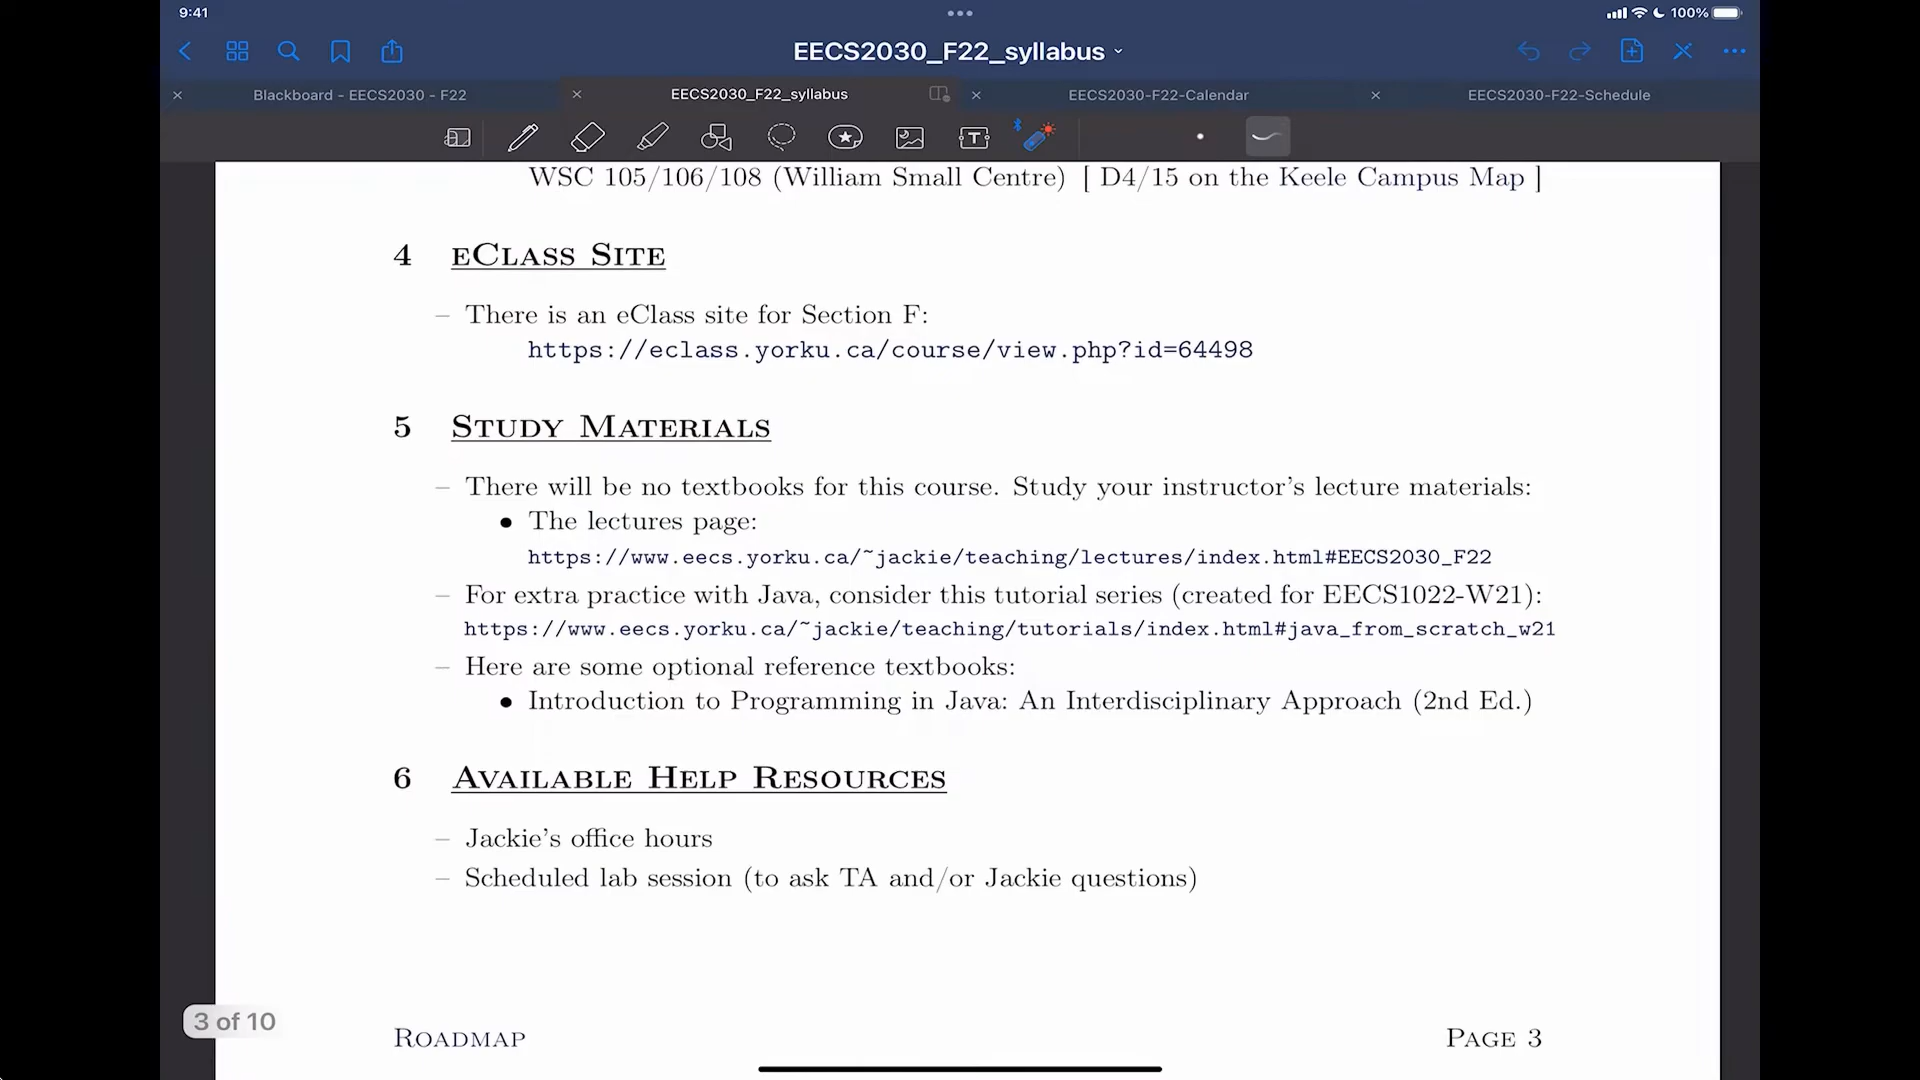 9:41
100%
EECS2030_F22_syllabus
Blackboard - EECS2030 - F22
EECS2030_F22_syllabus
EECS2030-F22-Calendar
EECS2030-F22-Schedule
WSC 105/106/108 (William Small Centre) [ D4/15 on the Keele Campus Map ]
4 eClass Site
– There is an eClass site for Section F:
https://eclass.yorku.ca/course/view.php?id=64498
5 Study Materials
– There will be no textbooks for this course. Study your instructor's lecture materials:
• The lectures page:
https://www.eecs.yorku.ca/~jackie/teaching/lectures/index.html#EECS2030_F22
– For extra practice with Java, consider this tutorial series (created for EECS1022-W21):
https://www.eecs.yorku.ca/~jackie/teaching/tutorials/index.html#java_from_scratch_w21
– Here are some optional reference textbooks:
• Introduction to Programming in Java: An Interdisciplinary Approach (2nd Ed.)
6 Available Help Resources
– Jackie's office hours
– Scheduled lab session (to ask TA and/or Jackie questions)
3 of 10
Roadmap
Page 3